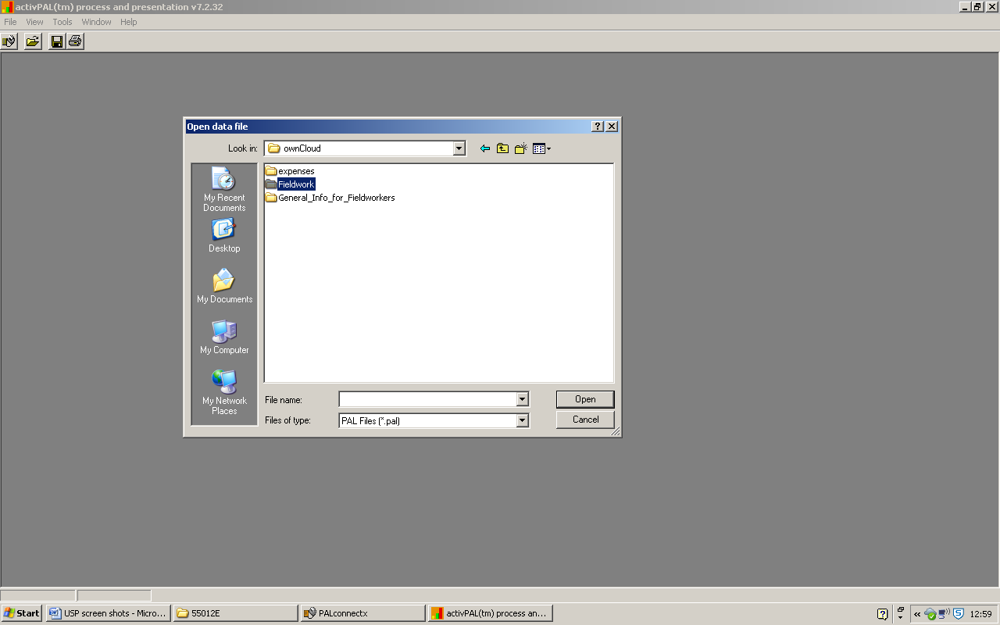 activPAL(tm) process and presentation v7.2.32
File View Tools Window Help
Open data file
Look in: ownCloud
My Recent
Documents
Desktop
My Documents
My Computer
My Network
Places
expenses
Fieldwork
General_Info_for_Fieldworkers
File name: Open
Files of type: PAL Files (*.pal) Cancel
Start USP screen shots - Micro... 55012E PALconnectx activPAL(tm) process an... « 12:59